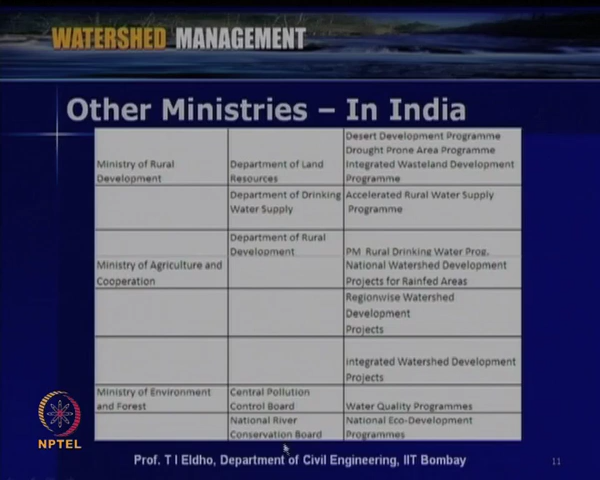 WATERSHED MANAGEMENT
Other Ministries – In India
Ministry of Rural
Development
Department of Land
Resources
Desert Development Programme
Drought Prone Area Programme
Integrated Wasteland Development
Programme
Department of Drinking
Water Supply
Accelerated Rural Water Supply
Programme
Department of Rural
Development
PM Rural Drinking Water Prog.
Ministry of Agriculture and
Cooperation
National Watershed Development
Projects for Rainfed Areas
Regionwise Watershed
Development
Projects
Integrated Watershed Development
Projects
Ministry of Environment
and Forest
Central Pollution
Control Board
Water Quality Programmes
National River
Conservation Board
National Eco-Development
Programmes
NPTEL
Prof. T I Eldho, Department of Civil Engineering, IIT Bombay
11